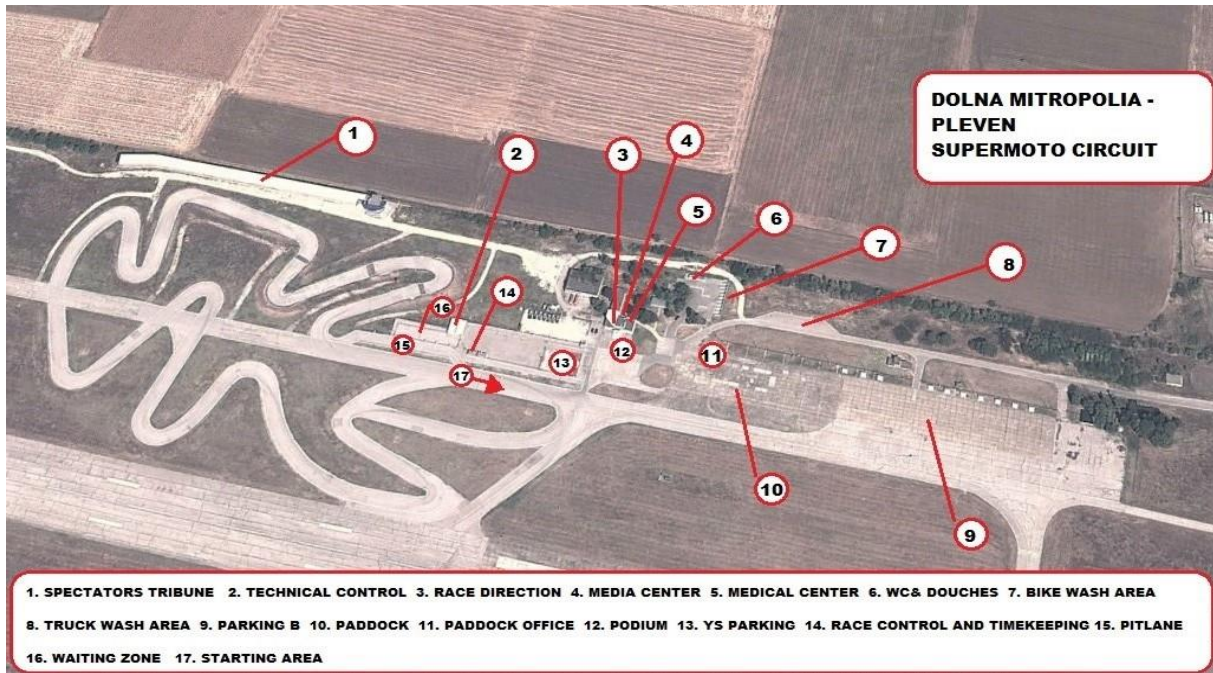 DOLNA MITROPOLIA -
PLEVEN
SUPERMOTO CIRCUIT
1
2
3
4
5
6
7
8
14
16
15
17
13
12
11
10
9
1. SPECTATORS TRIBUNE 2. TECHNICAL CONTROL 3. RACE DIRECTION 4. MEDIA CENTER 5. MEDICAL CENTER 6. WC& DOUCHES 7. BIKE WASH AREA
8. TRUCK WASH AREA 9. PARKING B 10. PADDOCK 11. PADDOCK OFFICE 12. PODIUM 13. YS PARKING 14. RACE CONTROL AND TIMEKEEPING 15. PITLANE
16. WAITING ZONE 17. STARTING AREA